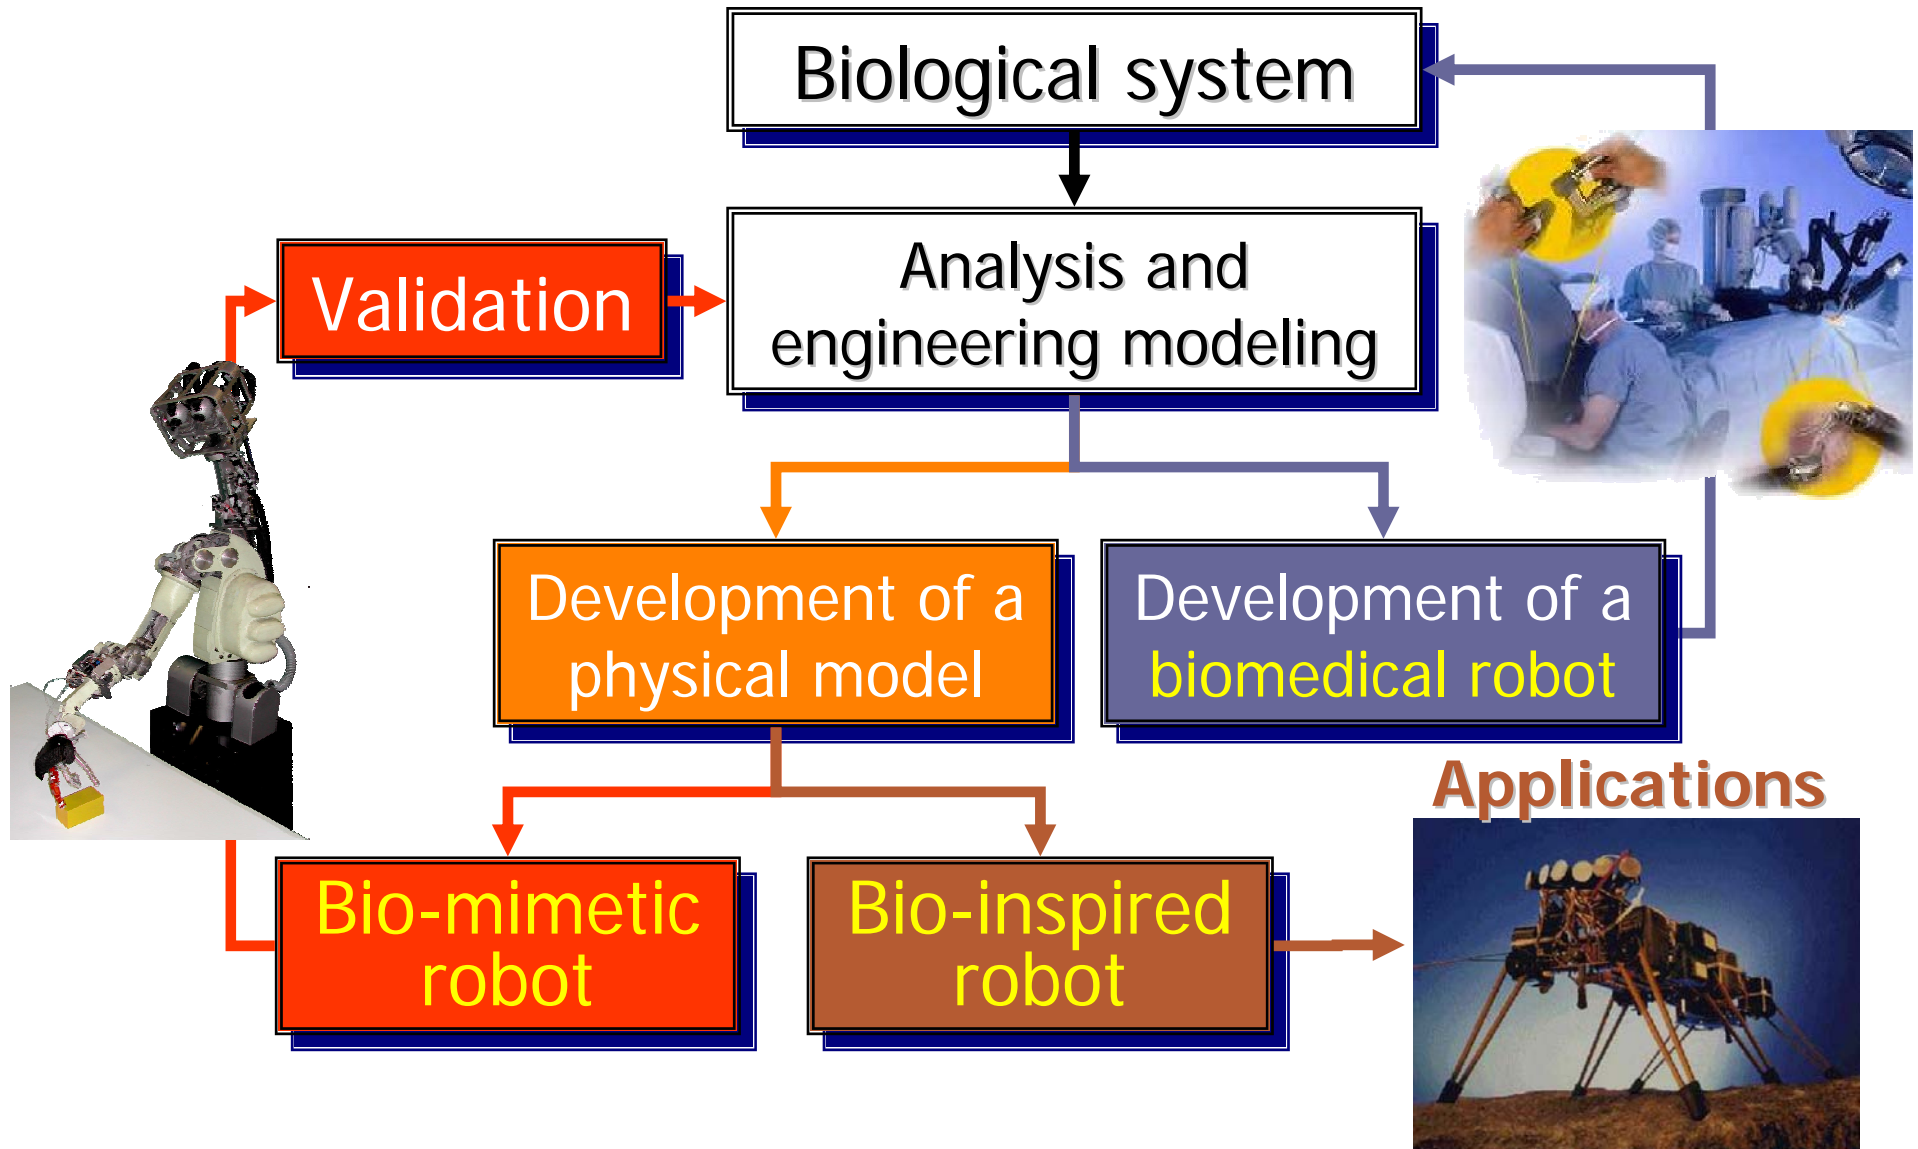 Biological system
Validation
Analysis and
engineering modeling
Development of a
physical model
Development of a
biomedical robot
Applications
Bio-mimetic
robot
Bio-inspired
robot